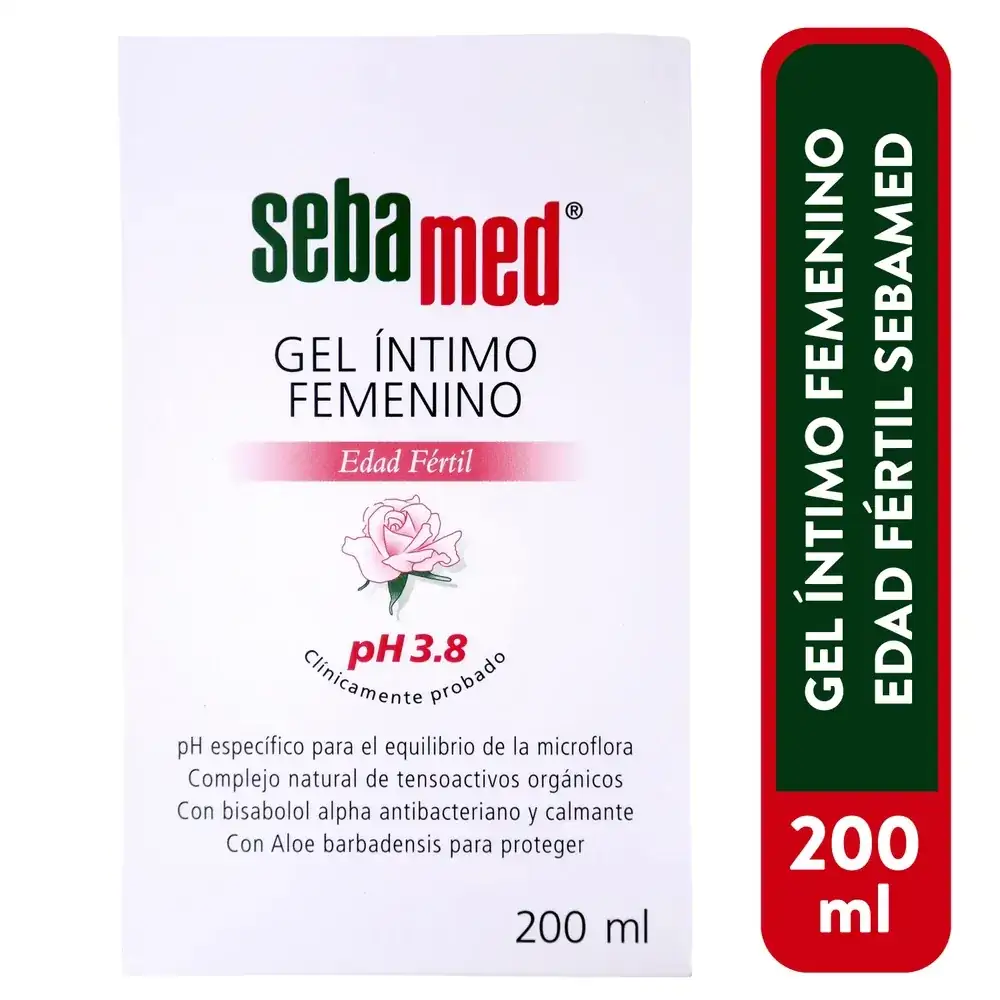 sebamed®
GEL ÍNTIMO
FEMENINO
Edad Fértil
pH 3.8
Clínicamente probado
pH específico para el equilibrio de la microflora
Complejo natural de tensoactivos orgánicos
Con bisabolol alpha antibacteriano y calmante
Con Aloe barbadensis para proteger
200 ml
GEL ÍNTIMO FEMENINO
EDAD FÉRTIL SEBAMED
200
ml